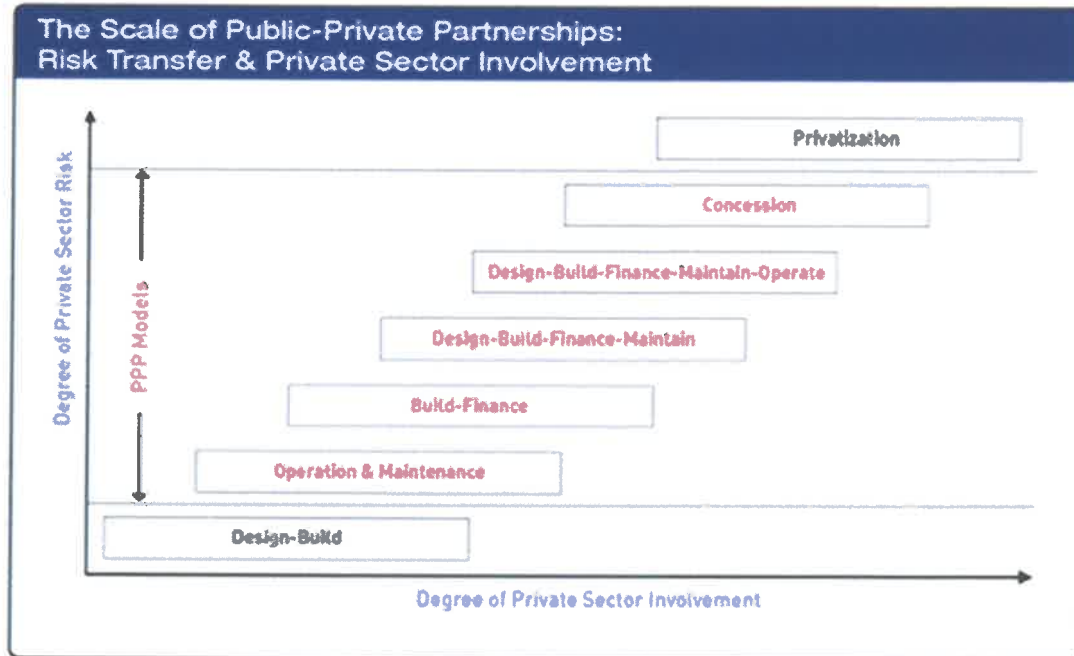 The Scale of Public-Private Partnerships:
Risk Transfer & Private Sector Involvement
Privatization
Concession
Design-Build-Finance-Maintain-Operate
Design-Build-Finance-Maintain
Build-Finance
Operation & Maintenance
Design-Build
PPP Models
Degree of Private Sector Risk
Degree of Private Sector Involvement